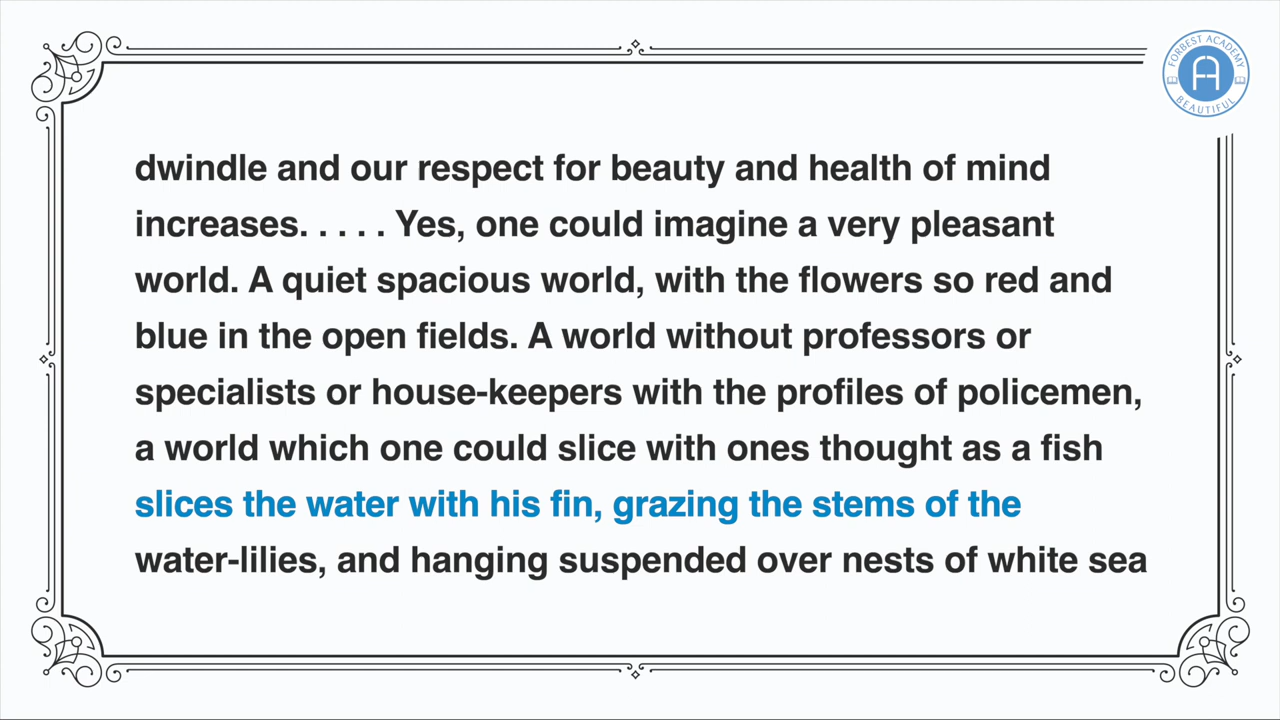 FORBEST ACADEMY
BEAUTIFUL
dwindle and our respect for beauty and health of mind
increases. . . . . Yes, one could imagine a very pleasant
world. A quiet spacious world, with the flowers so red and
blue in the open fields. A world without professors or
specialists or house-keepers with the profiles of policemen,
a world which one could slice with ones thought as a fish
slices the water with his fin, grazing the stems of the
water-lilies, and hanging suspended over nests of white sea